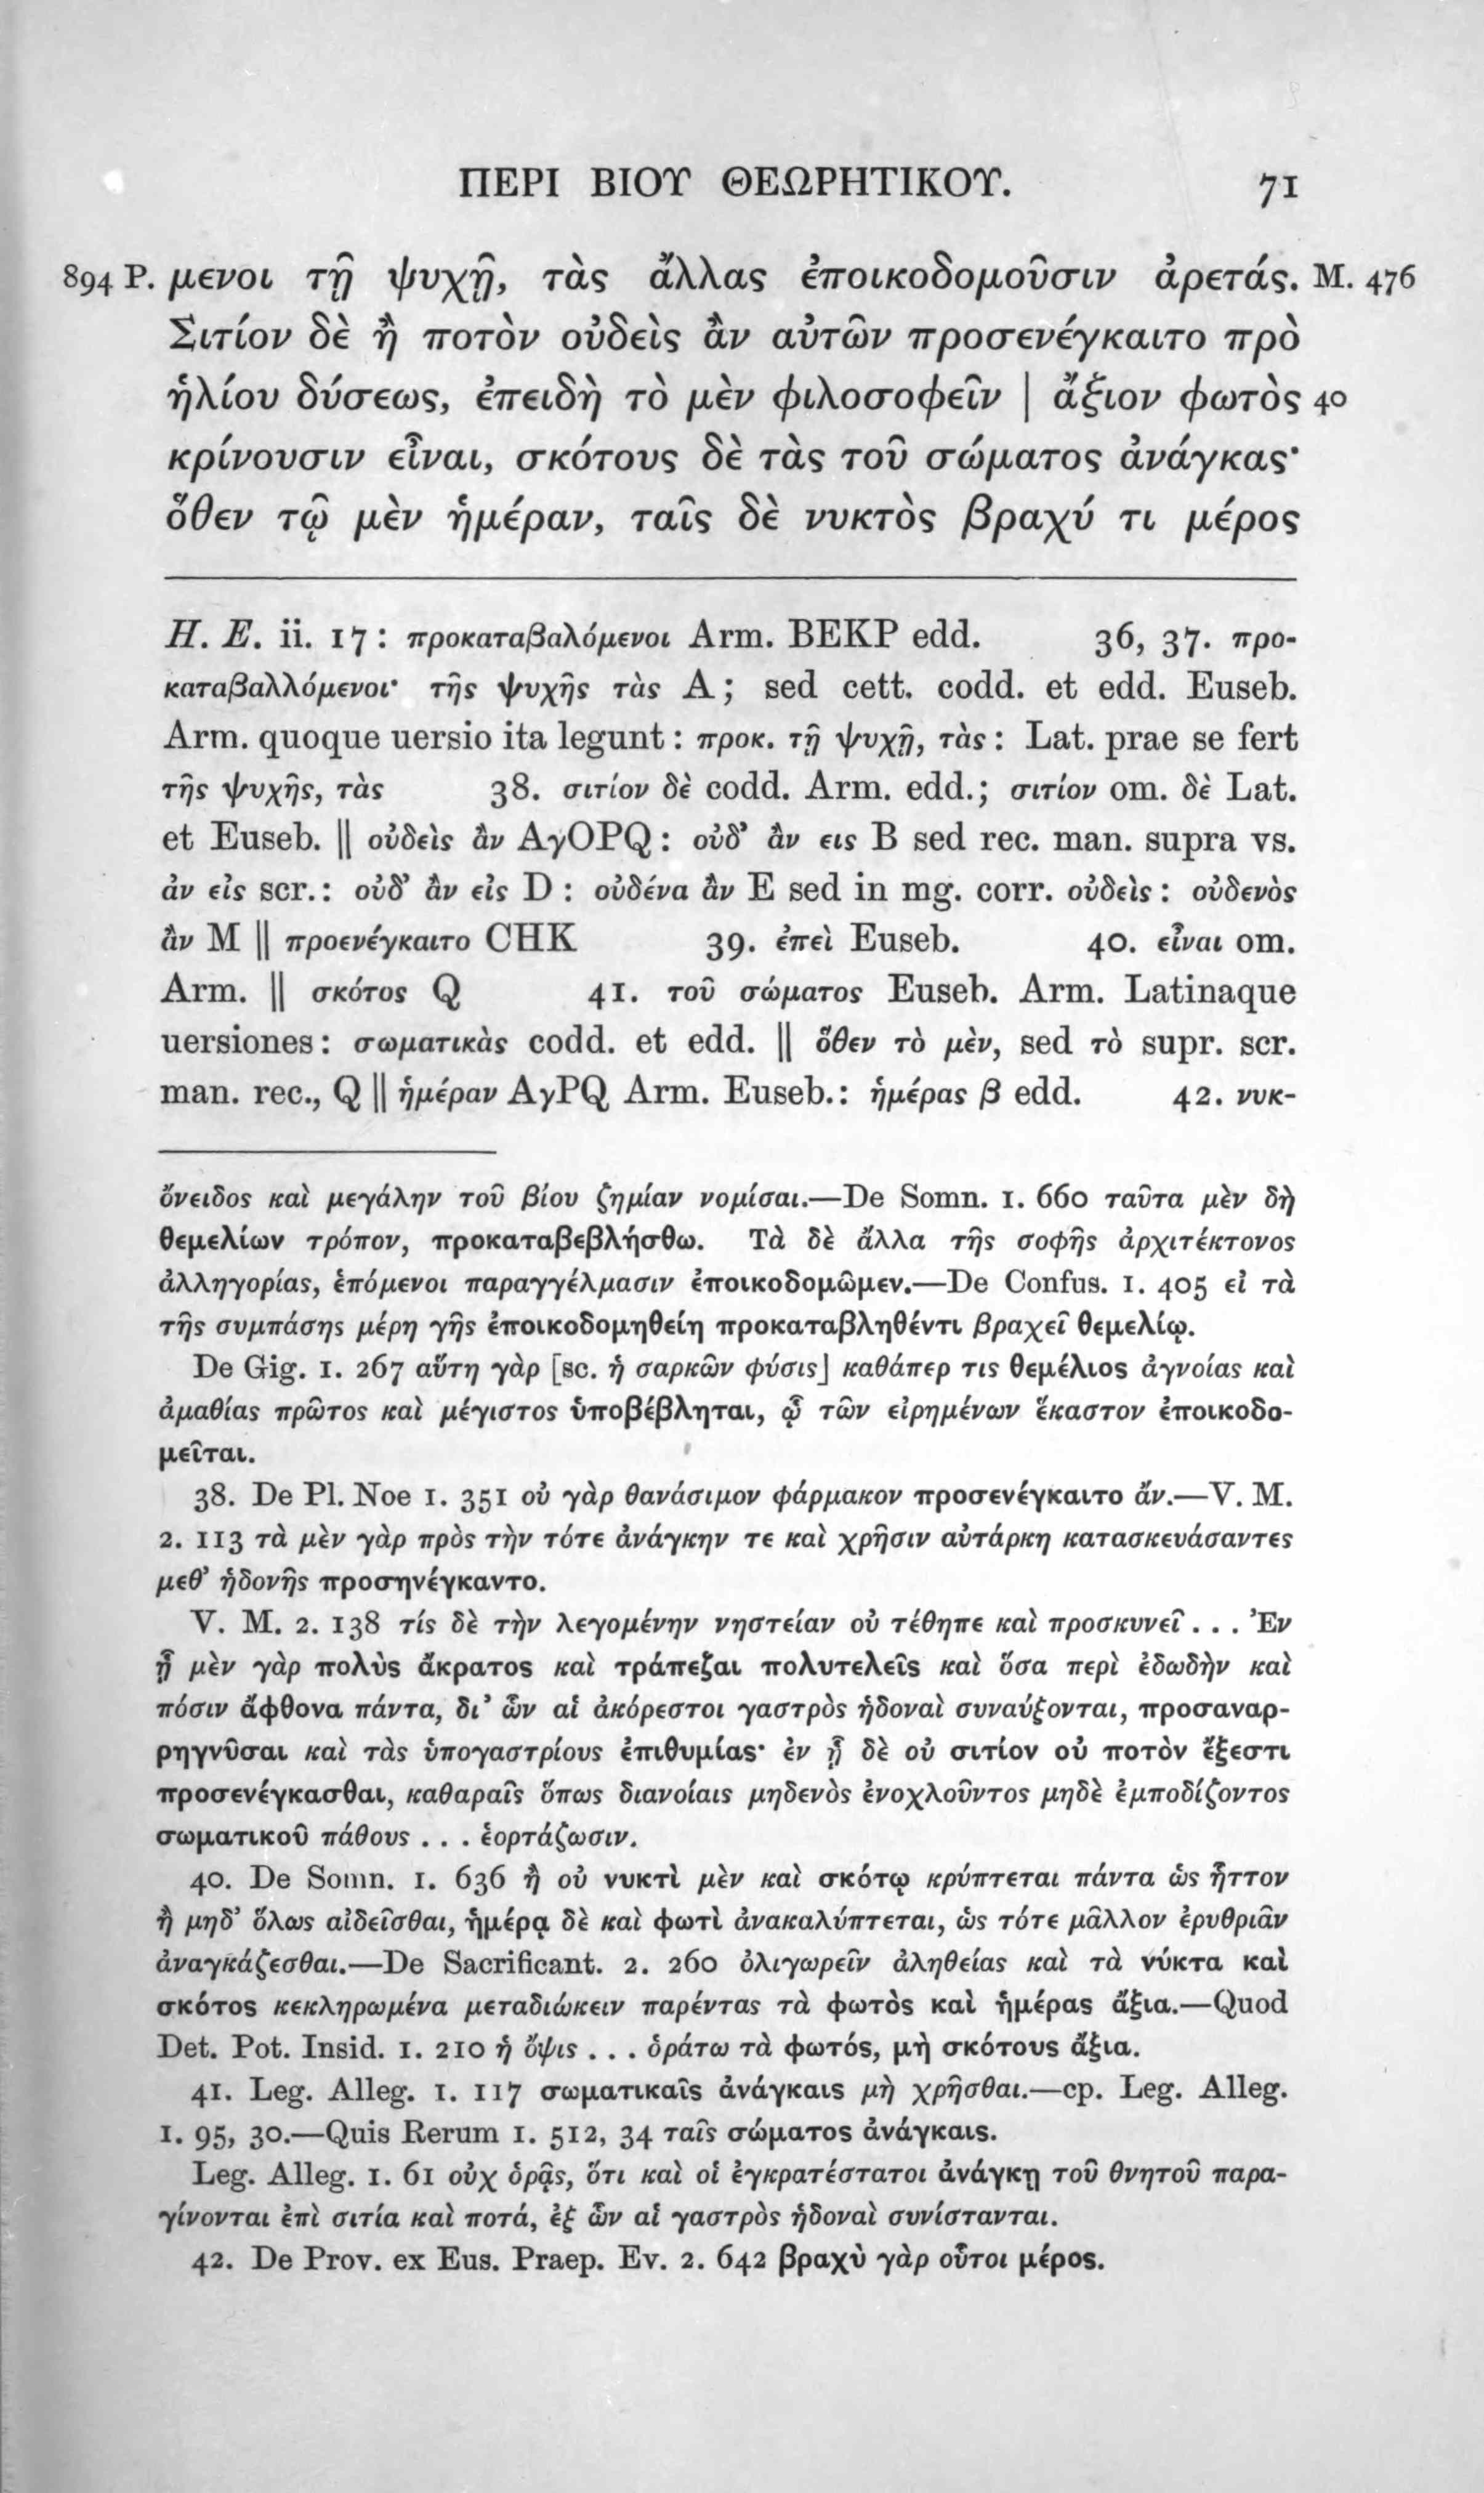 ΠΕΡΙ ΒΙΟΥ ΘΕΩΡΗΤΙΚΟΥ. 71
894 P. μενοι τῇ ψυχῇ, τὰς ἄλλας ἐποικοδομοῦσιν ἀρετάς. M. 476
Σιτίον δὲ ἢ ποτὸν οὐδεὶς ἂν αὐτῶν προσενέγκαιτο πρὸ
ἡλίου δύσεως, ἐπειδὴ τὸ μὲν φιλοσοφεῖν | ἄξιον φωτὸς 40
κρίνουσιν εἶναι, σκότους δὲ τὰς τοῦ σώματος ἀνάγκας·
ὅθεν τῷ μὲν ἡμέραν, ταῖς δὲ νυκτὸς βραχύ τι μέρος
H. E. ii. 17 : προκαταβαλόμενοι Arm. BEKP edd. 36, 37. προ-
καταβαλλόμενοι· τῆς ψυχῆς τὰς A ; sed cett. codd. et edd. Euseb.
Arm. quoque uersio ita legunt : προκ. τῇ ψυχῇ, τὰς : Lat. prae se fert
τῆς ψυχῆς, τὰς 38. σιτίον δὲ codd. Arm. edd. ; σιτίον om. δὲ Lat.
et Euseb. || οὐδεὶς ἂν AγOPQ : οὐδ’ ἂν εις B sed rec. man. supra vs.
ἀν εἰς scr. : οὐδ’ ἂν εἰς D : οὐδένα ἂν E sed in mg. corr. οὐδεὶς : οὐδενὸς
ἂν M || προενέγκαιτο CHK 39. ἐπεὶ Euseb. 40. εἶναι om.
Arm. || σκότος Q 41. τοῦ σώματος Euseb. Arm. Latinaque
uersiones : σωματικὰς codd. et edd. || ὅθεν τὸ μὲν, sed τὸ supr. scr.
man. rec., Q || ἡμέραν AγPQ Arm. Euseb. : ἡμέρας β edd. 42. νυκ-
ὄνειδος καὶ μεγάλην τοῦ βίου ζημίαν νομίσαι.—De Somn. 1. 660 ταῦτα μὲν δὴ
θεμελίων τρόπον, προκαταβεβλήσθω. Τὰ δὲ ἄλλα τῆς σοφῆς ἀρχιτέκτονος
ἀλληγορίας, ἑπόμενοι παραγγέλμασιν ἐποικοδομῶμεν.—De Confus. 1. 405 εἰ τὰ
τῆς συμπάσης μέρη γῆς ἐποικοδομηθείη προκαταβληθέντι βραχεῖ θεμελίῳ.
De Gig. 1. 267 αὕτη γὰρ [sc. ἡ σαρκῶν φύσις] καθάπερ τις θεμέλιος ἀγνοίας καὶ
ἀμαθίας πρῶτος καὶ μέγιστος ὑποβέβληται, ᾧ τῶν εἰρημένων ἕκαστον ἐποικοδο-
μεῖται.
38. De Pl. Noe 1. 351 οὐ γὰρ θανάσιμον φάρμακον προσενέγκαιτο ἄν.—V. M.
2. 113 τὰ μὲν γὰρ πρὸς τὴν τότε ἀνάγκην τε καὶ χρῆσιν αὐτάρκη κατασκευάσαντες
μεθ’ ἡδονῆς προσηνέγκαντο.
V. M. 2. 138 τίς δὲ τὴν λεγομένην νηστείαν οὐ τέθηπε καὶ προσκυνεῖ . . . Ἐν
ᾗ μὲν γὰρ πολὺς ἄκρατος καὶ τράπεζαι πολυτελεῖς καὶ ὅσα περὶ ἐδωδὴν καὶ
πόσιν ἄφθονα πάντα, δι’ ὧν αἱ ἀκόρεστοι γαστρὸς ἡδοναὶ συναύξονται, προσαναρ-
ρηγνῦσαι καὶ τὰς ὑπογαστρίους ἐπιθυμίας· ἐν ᾗ δὲ οὐ σιτίον οὐ ποτὸν ἔξεστι
προσενέγκασθαι, καθαραῖς ὅπως διανοίαις μηδενὸς ἐνοχλοῦντος μηδὲ ἐμποδίζοντος
σωματικοῦ πάθους . . . ἑορτάζωσιν.
40. De Somn. 1. 636 ἢ οὐ νυκτὶ μὲν καὶ σκότῳ κρύπτεται πάντα ὡς ἧττον
ἢ μηδ’ ὅλως αἰδεῖσθαι, ἡμέρᾳ δὲ καὶ φωτὶ ἀνακαλύπτεται, ὡς τότε μᾶλλον ἐρυθριᾶν
ἀναγκάζεσθαι.—De Sacrificant. 2. 260 ὀλιγωρεῖν ἀληθείας καὶ τὰ νύκτα καὶ
σκότος κεκληρωμένα μεταδιώκειν παρέντας τὰ φωτὸς καὶ ἡμέρας ἄξια.—Quod
Det. Pot. Insid. 1. 210 ἡ ὄψις . . . ὁράτω τὰ φωτός, μὴ σκότους ἄξια.
41. Leg. Alleg. 1. 117 σωματικαῖς ἀνάγκαις μὴ χρῆσθαι.—cp. Leg. Alleg.
1. 95, 30.—Quis Rerum 1. 512, 34 ταῖς σώματος ἀνάγκαις.
Leg. Alleg. 1. 61 οὐχ ὁρᾷς, ὅτι καὶ οἱ ἐγκρατέστατοι ἀνάγκῃ τοῦ θνητοῦ παρα-
γίνονται ἐπὶ σιτία καὶ ποτά, ἐξ ὧν αἱ γαστρὸς ἡδοναὶ συνίστανται.
42. De Prov. ex Eus. Praep. Ev. 2. 642 βραχὺ γὰρ οὗτοι μέρος.